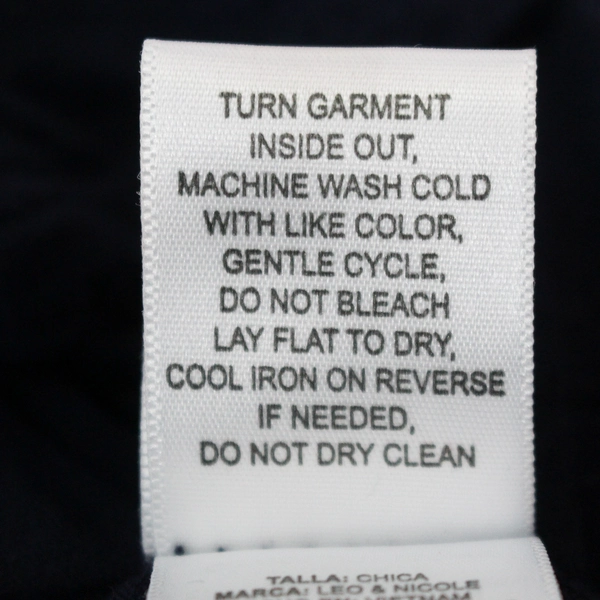 TURN GARMENT
INSIDE OUT,
MACHINE WASH COLD
WITH LIKE COLOR,
GENTLE CYCLE,
DO NOT BLEACH
LAY FLAT TO DRY,
COOL IRON ON REVERSE
IF NEEDED,
DO NOT DRY CLEAN
TALLA: CHICA
MARCA: LEO & NICOLE